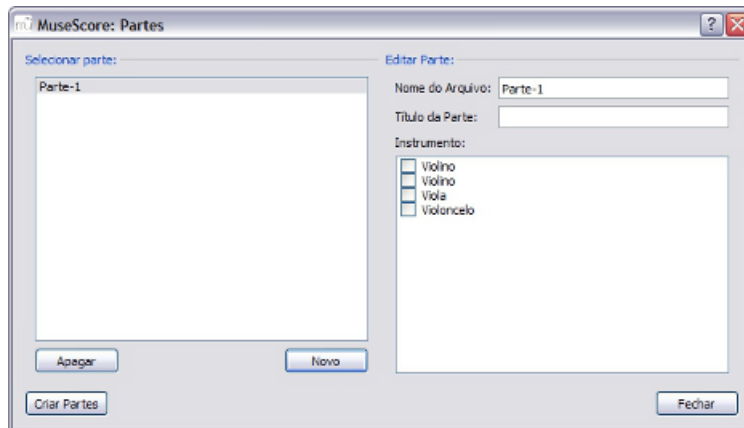 MuseScore: Partes
Selecionar parte:
Parte-1
Apagar
Novo
Criar Partes
Editar Parte:
Nome do Arquivo: Parte-1
Título da Parte:
Instrumento:
Violino
Violino
Viola
Violoncelo
Fechar